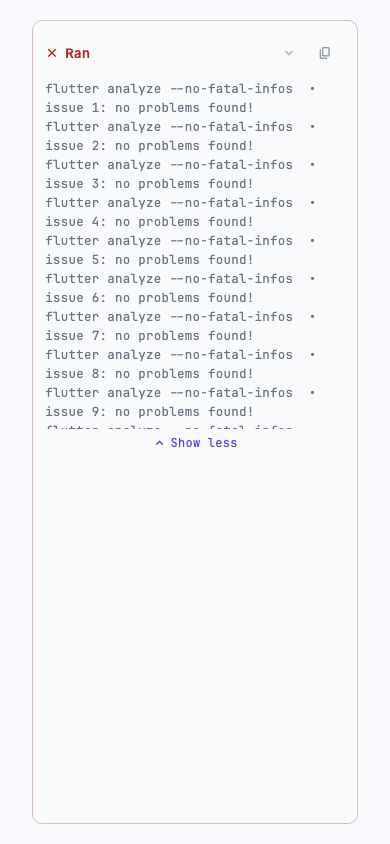 Ran
flutter analyze --no-fatal-infos •
issue 1: no problems found!
flutter analyze --no-fatal-infos •
issue 2: no problems found!
flutter analyze --no-fatal-infos •
issue 3: no problems found!
flutter analyze --no-fatal-infos •
issue 4: no problems found!
flutter analyze --no-fatal-infos •
issue 5: no problems found!
flutter analyze --no-fatal-infos •
issue 6: no problems found!
flutter analyze --no-fatal-infos •
issue 7: no problems found!
flutter analyze --no-fatal-infos •
issue 8: no problems found!
flutter analyze --no-fatal-infos •
issue 9: no problems found!
Show less